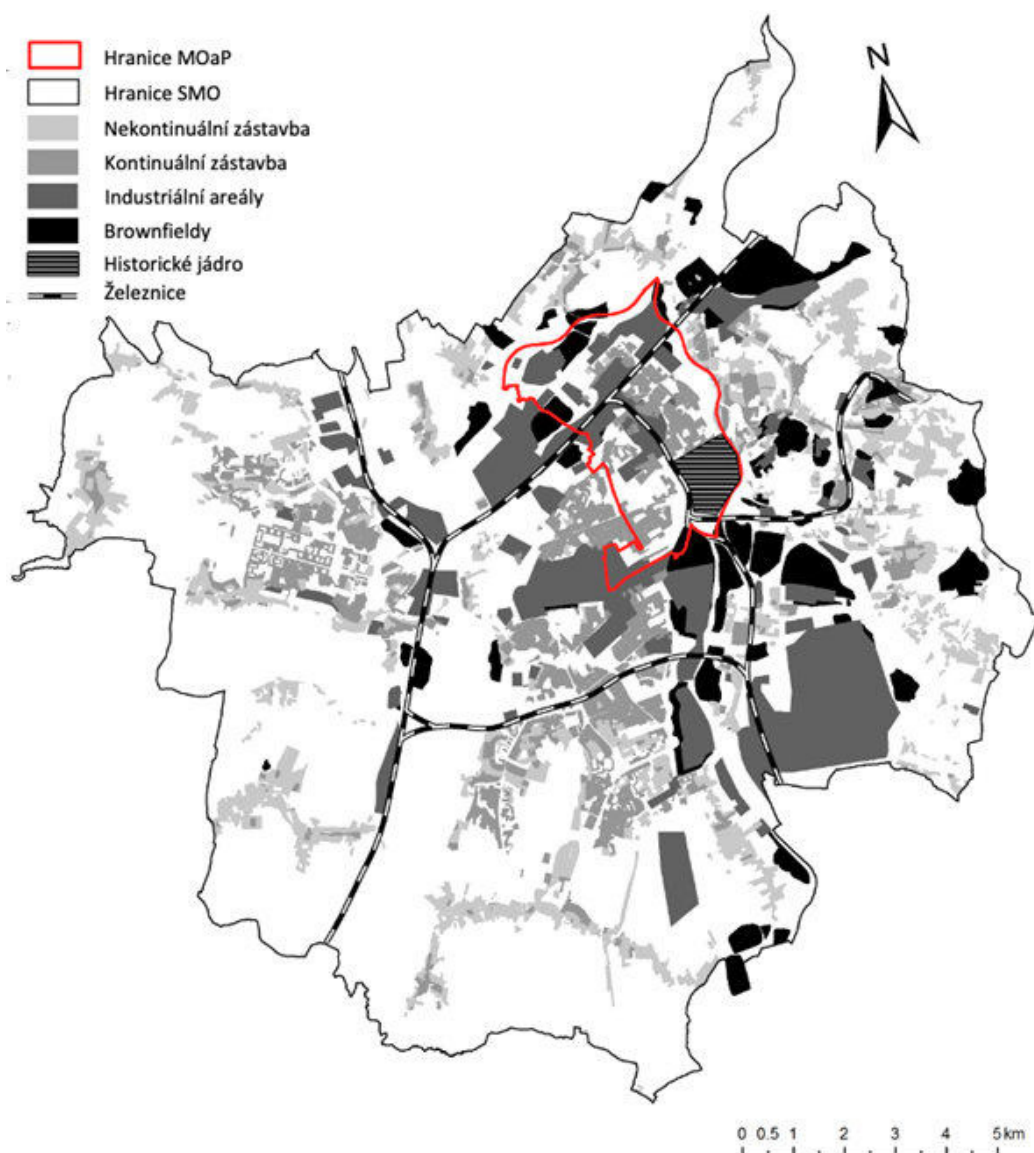 Hranice MOaP
Hranice SMO
Nekontinuální zástavba
Kontinuální zástavba
Industriální areály
Brownfieldy
Historické jádro
Železnice
N
0 0.5 1 2 3 4 5 km